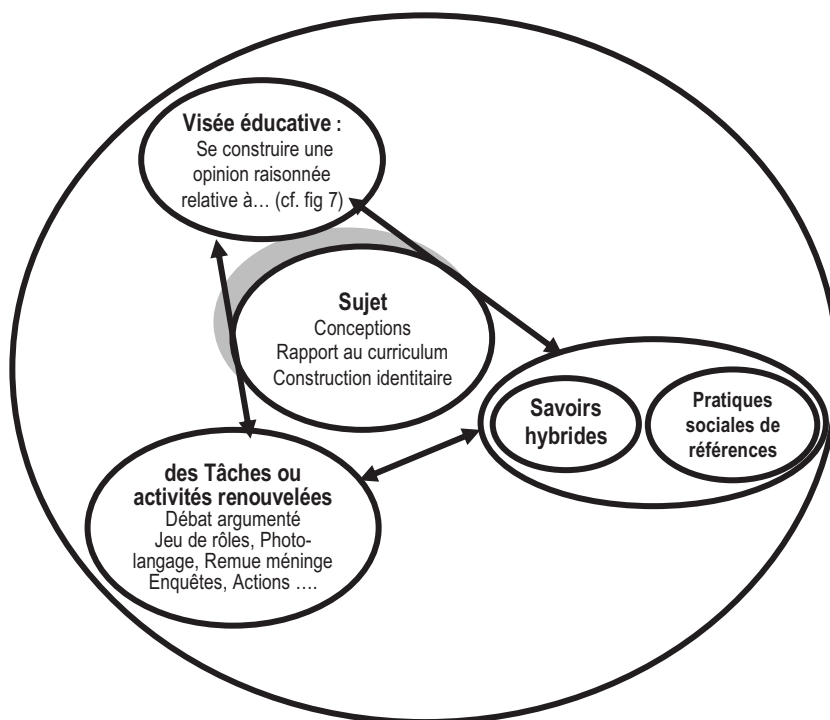 Visée éducative :
Se construire une
opinion raisonnée
relative à… (cf. fig 7)
Sujet
Conceptions
Rapport au curriculum
Construction identitaire
Savoirs
hybrides
Pratiques
sociales de
références
des Tâches ou
activités renouvelées
Débat argumenté
Jeu de rôles, Photo-
langage, Remue méninge
Enquêtes, Actions ….